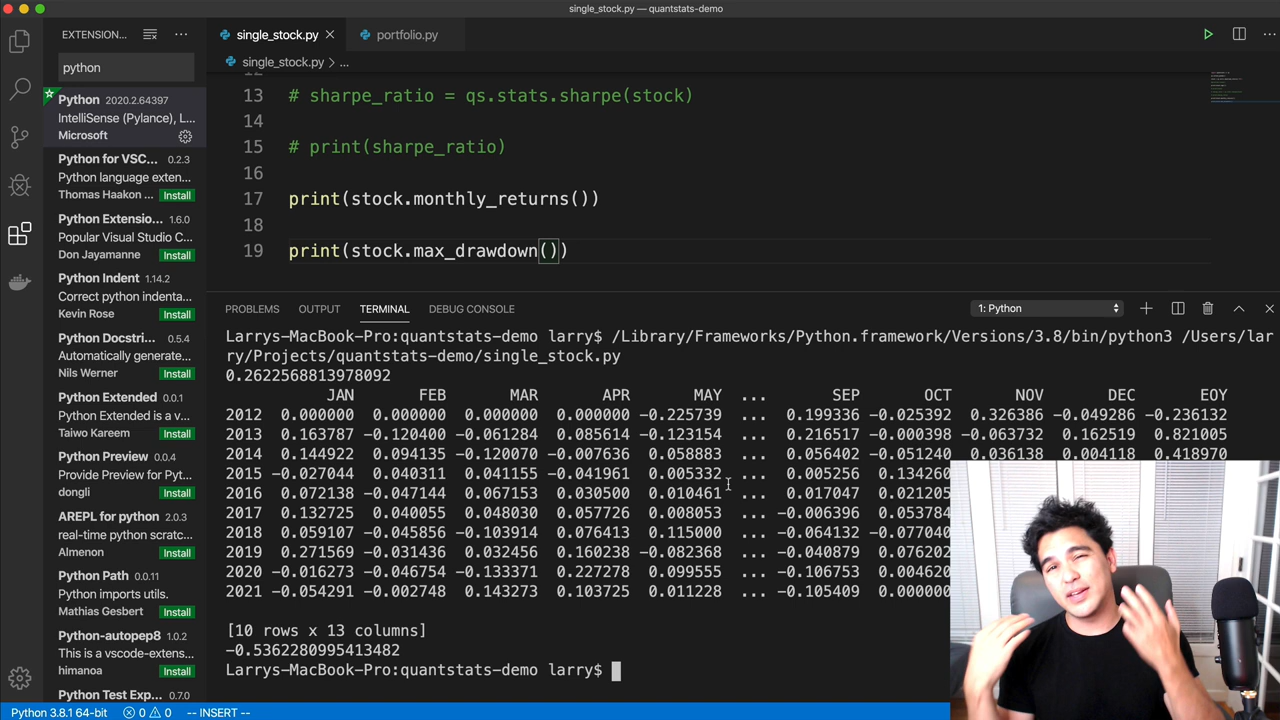 single_stock.py — quantstats-demo
EXTENSION...
python
Python 2020.2.64397
IntelliSense (Pylance), L...
Microsoft
Python for VSC... 0.2.3
Python language exten...
Thomas Haakon ... Install
Python Extensio... 1.6.0
Popular Visual Studio C...
Don Jayamanne Install
Python Indent 1.14.2
Correct python indenta...
Kevin Rose Install
Python Docstri... 0.5.4
Automatically generate...
Nils Werner Install
Python Extended 0.0.1
Python Extended is a v...
Taiwo Kareem Install
Python Preview 0.0.4
Provide Preview for Pyt...
dongli Install
AREPL for python 2.0.3
real-time python scratc...
Almenon Install
Python Path 0.0.11
Python imports utils.
Mathias Gesbert Install
Python-autopep8 1.0.2
This is a vscode-extens...
himanoa Install
Python Test Exp... 0.7.0
single_stock.py portfolio.py
single_stock.py > ...
13 # sharpe_ratio = qs.stats.sharpe(stock)
14
15 # print(sharpe_ratio)
16
17 print(stock.monthly_returns())
18
19 print(stock.max_drawdown())
PROBLEMS OUTPUT TERMINAL DEBUG CONSOLE 1: Python
Larrys-MacBook-Pro:quantstats-demo larry$ /Library/Frameworks/Python.framework/Versions/3.8/bin/python3 /Users/lar
ry/Projects/quantstats-demo/single_stock.py
0.2622568813978092
JAN FEB MAR APR MAY ... SEP OCT NOV DEC EOY
2012 0.000000 0.000000 0.000000 0.000000 -0.225739 ... 0.199336 -0.025392 0.326386 -0.049286 -0.236132
2013 0.163787 -0.120400 -0.061284 0.085614 -0.123154 ... 0.216517 -0.000398 -0.063732 0.162519 0.821005
2014 0.144922 0.094135 -0.120070 -0.007636 0.058883 ... 0.056402 -0.051240 0.036138 0.004118 0.418970
2015 -0.027044 0.040311 0.041155 -0.041961 0.005332 ... 0.005256 0.134260
2016 0.072138 -0.047144 0.067153 0.030500 0.010461 ... 0.017047 0.021205
2017 0.132725 0.040055 0.048030 0.057726 0.008053 ... -0.006396 0.053784
2018 0.059107 -0.045856 -0.103914 0.076413 0.115000 ... -0.064132 -0.077040
2019 0.271569 -0.031436 0.032456 0.160238 -0.082368 ... -0.040879 0.076202
2020 -0.016273 -0.046754 -0.133371 0.227278 0.099555 ... -0.106753 0.004620
2021 -0.054291 -0.002748 0.143273 0.103725 0.011228 ... -0.105409 0.000000
[10 rows x 13 columns]
-0.5362280995413482
Larrys-MacBook-Pro:quantstats-demo larry$
Python 3.8.1 64-bit 0 0 -- INSERT --